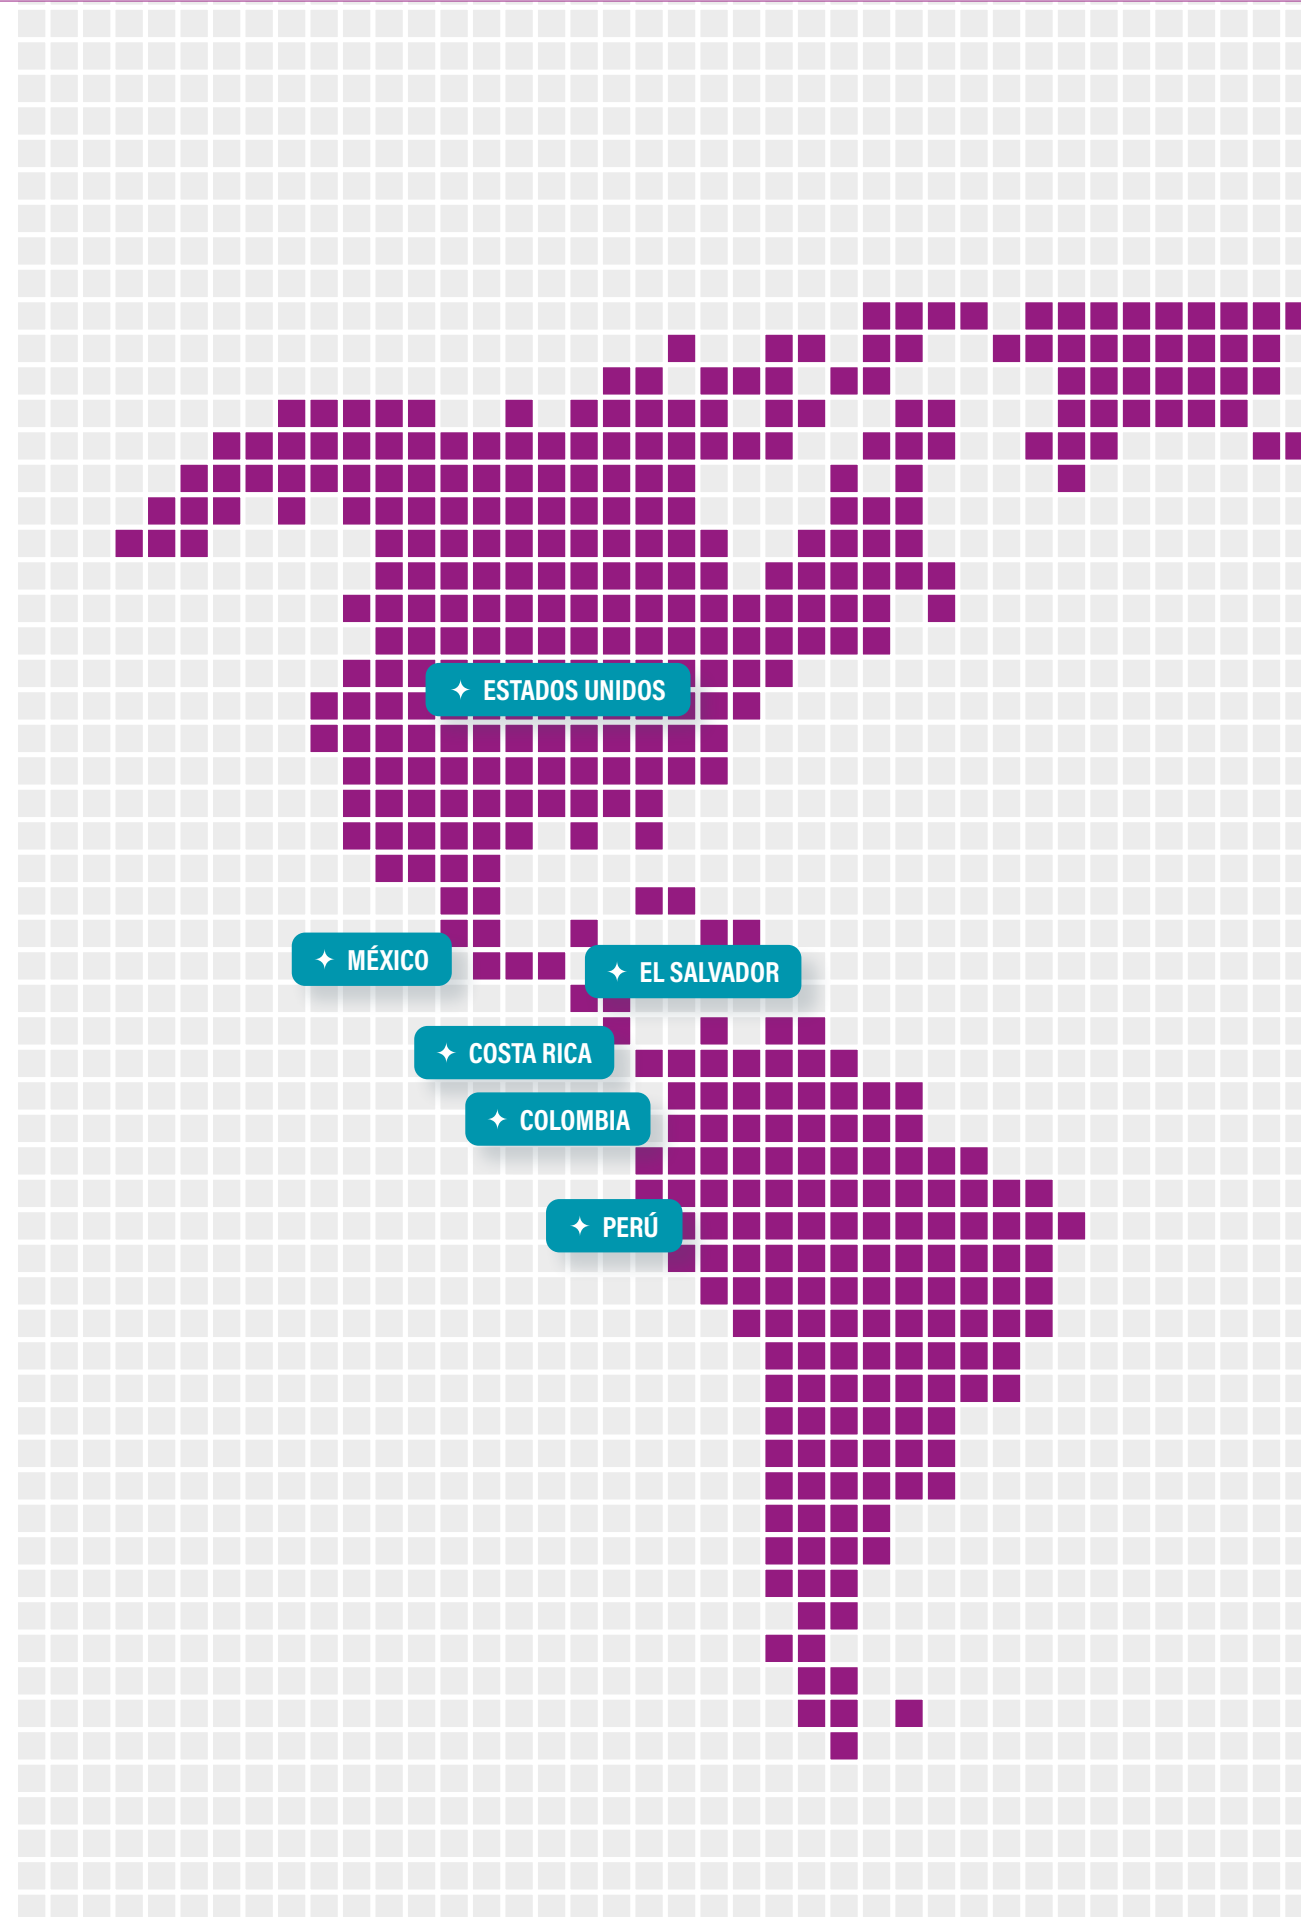 ESTADOS UNIDOS
MÉXICO
EL SALVADOR
COSTA RICA
COLOMBIA
PERÚ